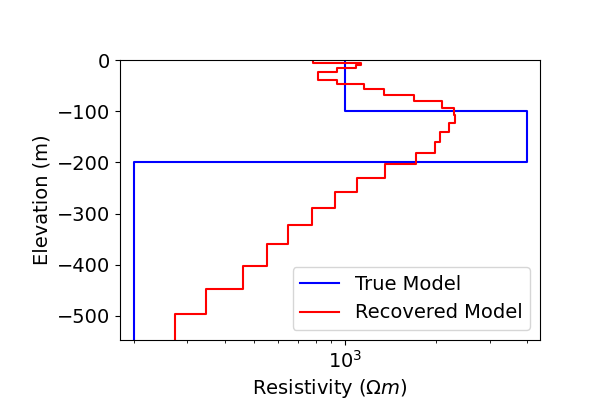 0
−100
−200
−300
−400
−500
Elevation (m)
True Model
Recovered Model
10³
Resistivity (Ωm)